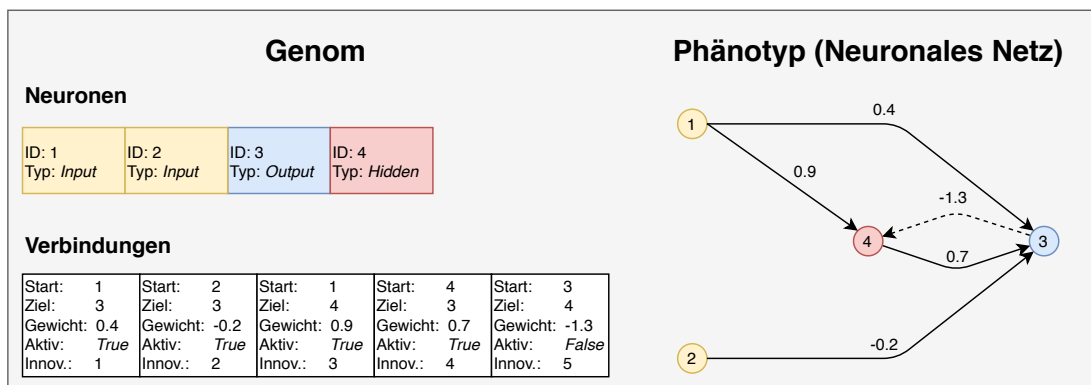 Genom
Neuronen
ID: 1 ID: 2 ID: 3 ID: 4
Typ: Input Typ: Input Typ: Output Typ: Hidden
Verbindungen
Start: 1 Start: 2 Start: 1 Start: 4 Start: 3
Ziel: 3 Ziel: 3 Ziel: 4 Ziel: 3 Ziel: 4
Gewicht: 0.4 Gewicht: -0.2 Gewicht: 0.9 Gewicht: 0.7 Gewicht: -1.3
Aktiv: True Aktiv: True Aktiv: True Aktiv: True Aktiv: False
Innov.: 1 Innov.: 2 Innov.: 3 Innov.: 4 Innov.: 5
Phänotyp (Neuronales Netz)
0.4
1
0.9
-1.3
4
3
0.7
-0.2
2